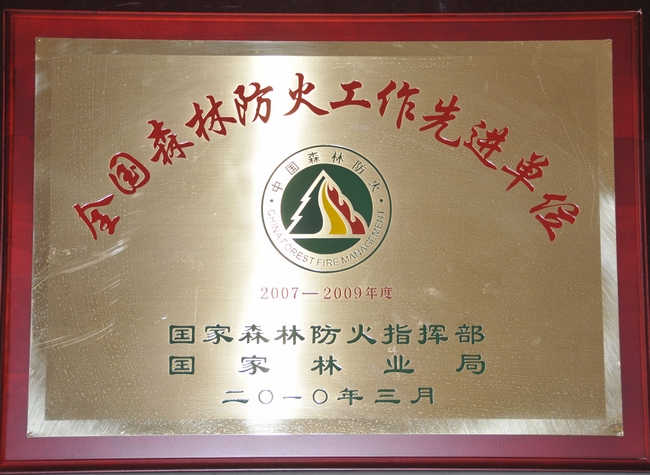 全国森林防火工作先进单位
中国森林防火
CHINA FOREST FIRE MANAGEMENT
2007—2009年度
国家森林防火指挥部
国家林业局
二〇一〇年三月